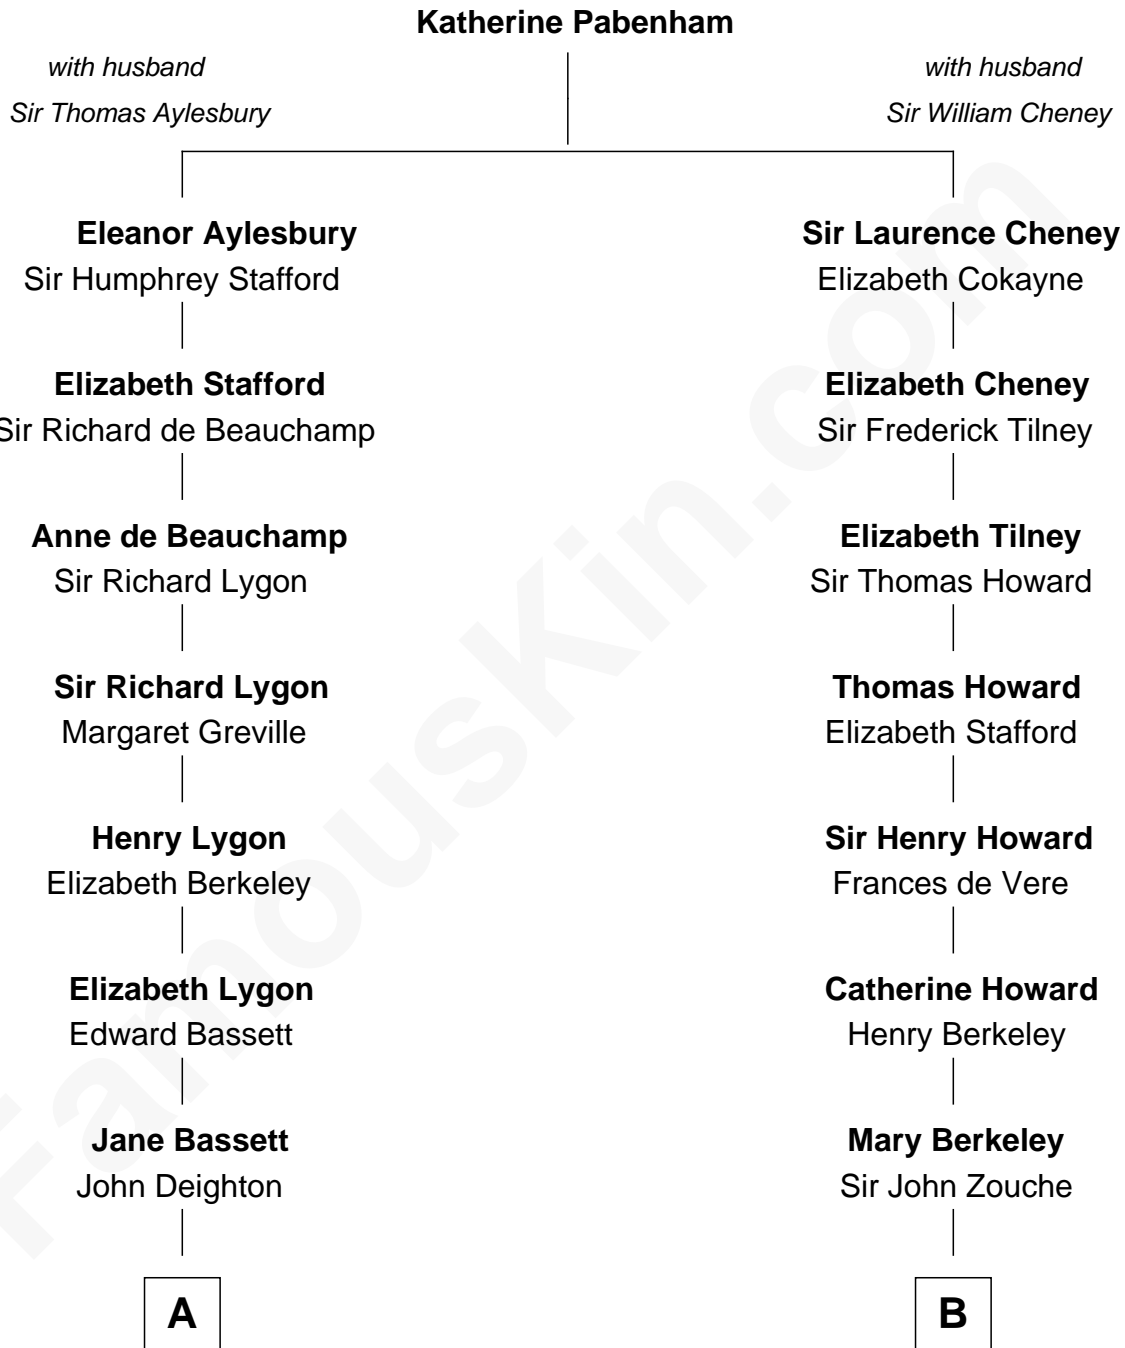 Katherine Pabenham
with husband
Sir Thomas Aylesbury
with husband
Sir William Cheney
Eleanor Aylesbury
Sir Humphrey Stafford
Sir Laurence Cheney
Elizabeth Cokayne
Elizabeth Stafford
Sir Richard de Beauchamp
Elizabeth Cheney
Sir Frederick Tilney
Anne de Beauchamp
Sir Richard Lygon
Elizabeth Tilney
Sir Thomas Howard
Sir Richard Lygon
Margaret Greville
Thomas Howard
Elizabeth Stafford
Henry Lygon
Elizabeth Berkeley
Sir Henry Howard
Frances de Vere
Elizabeth Lygon
Edward Bassett
Catherine Howard
Henry Berkeley
Jane Bassett
John Deighton
Mary Berkeley
Sir John Zouche
A
B
FamousKin.com